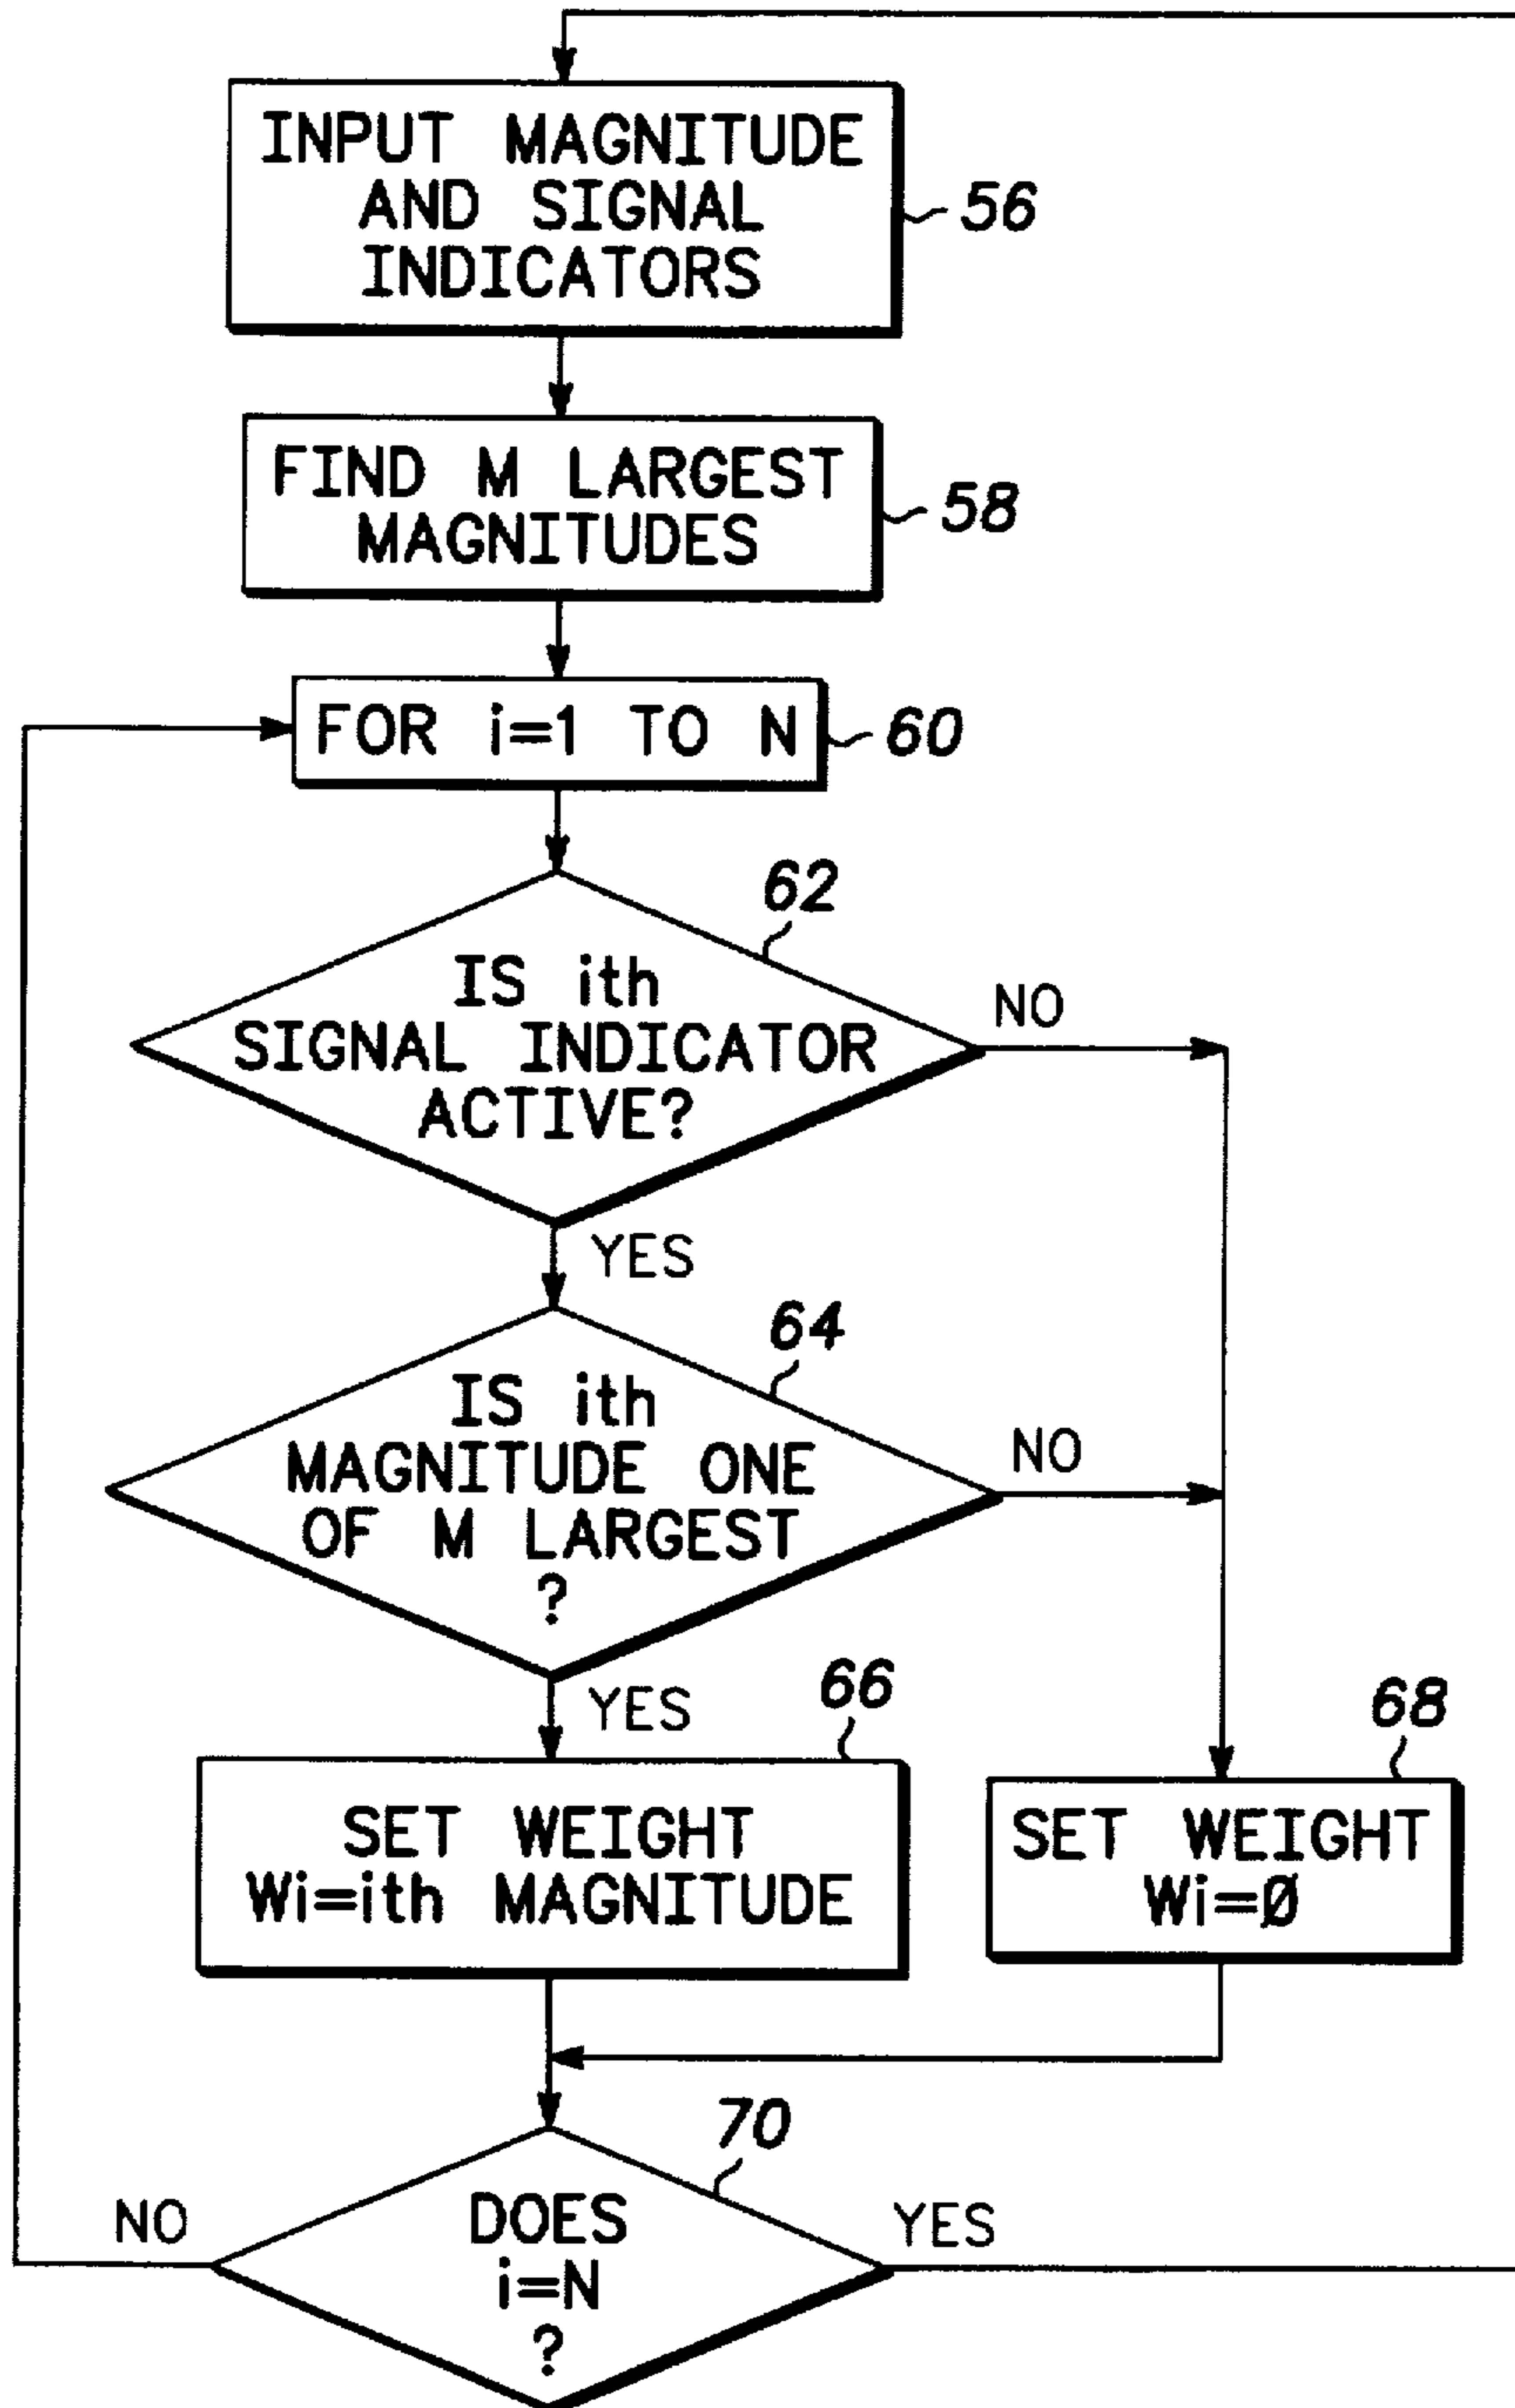 INPUT MAGNITUDE
AND SIGNAL
INDICATORS
56
FIND M LARGEST
MAGNITUDES
58
FOR i=1 TO N
60
62
IS ith
SIGNAL INDICATOR
ACTIVE?
NO
YES
64
IS ith
MAGNITUDE ONE
OF M LARGEST
?
NO
YES
66
SET WEIGHT
Wi=ith MAGNITUDE
68
SET WEIGHT
Wi=Ø
70
NO
DOES
i=N
?
YES